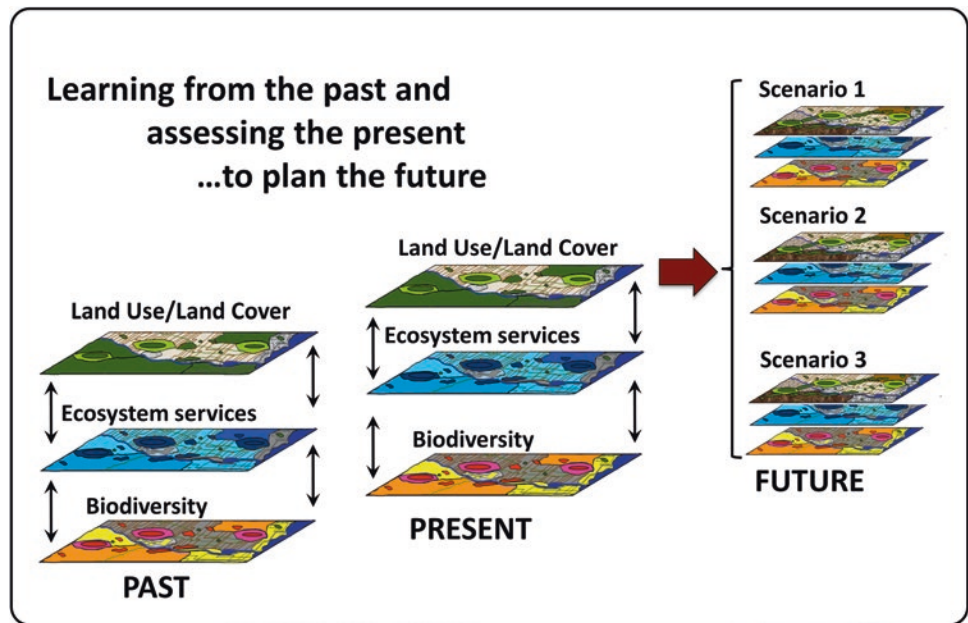 Learning from the past and
assessing the present
...to plan the future
Land Use/Land Cover
Ecosystem services
Biodiversity
PAST
Land Use/Land Cover
Ecosystem services
Biodiversity
PRESENT
Scenario 1
Scenario 2
Scenario 3
FUTURE